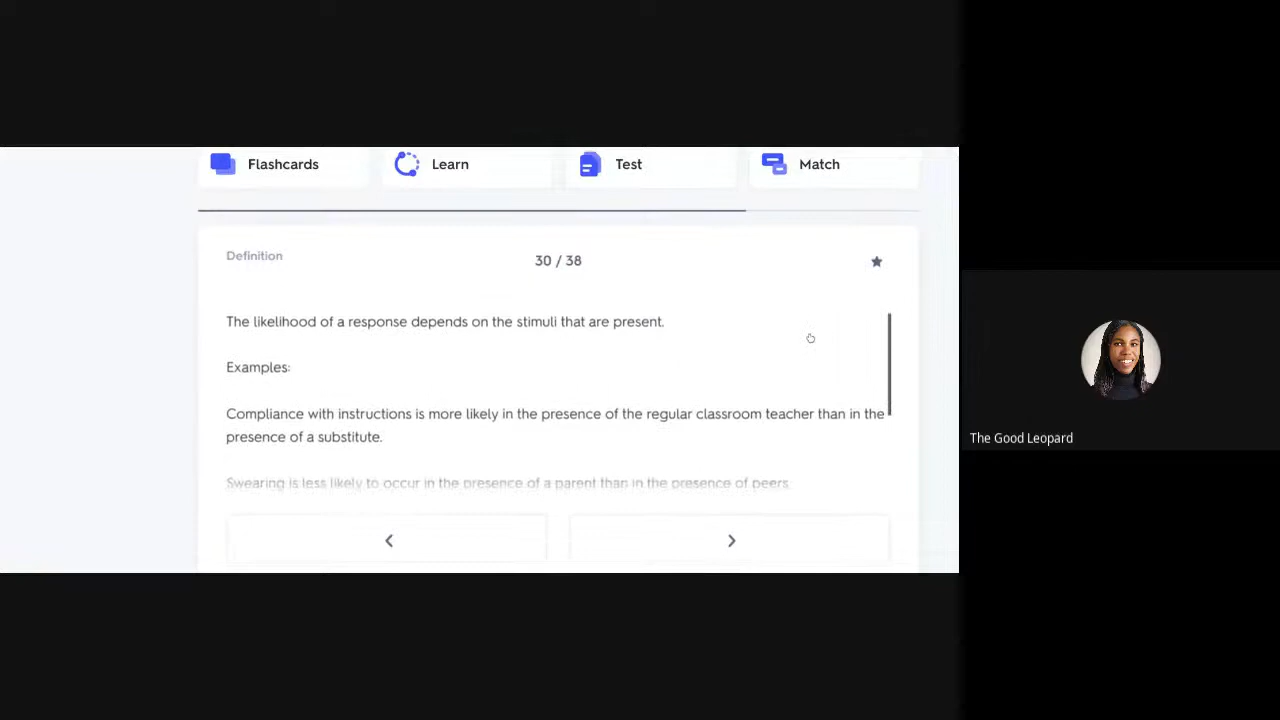 Flashcards Learn Test Match
Definition 30 / 38
The likelihood of a response depends on the stimuli that are present.
Examples:
Compliance with instructions is more likely in the presence of the regular classroom teacher than in the
presence of a substitute.
Swearing is less likely to occur in the presence of a parent than in the presence of peers
The Good Leopard